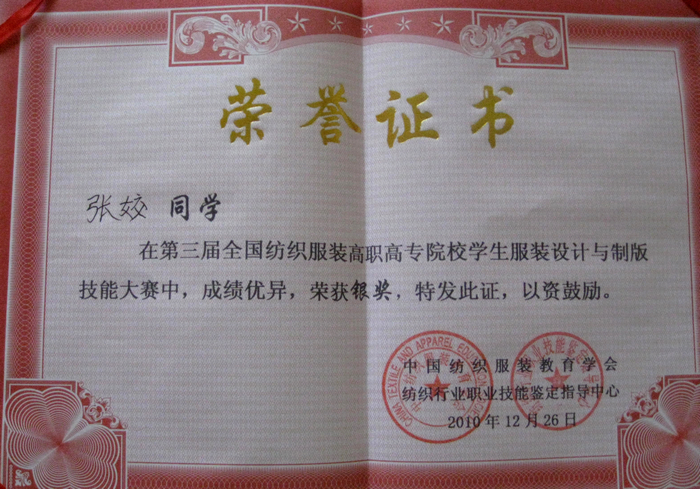 荣誉证书
张姣 同学
在第三届全国纺织服装高职高专院校学生服装设计与制版
技能大赛中，成绩优异，荣获银奖，特发此证，以资鼓励。
中国纺织服装教育学会
纺织行业职业技能鉴定指导中心
2010年12月26日